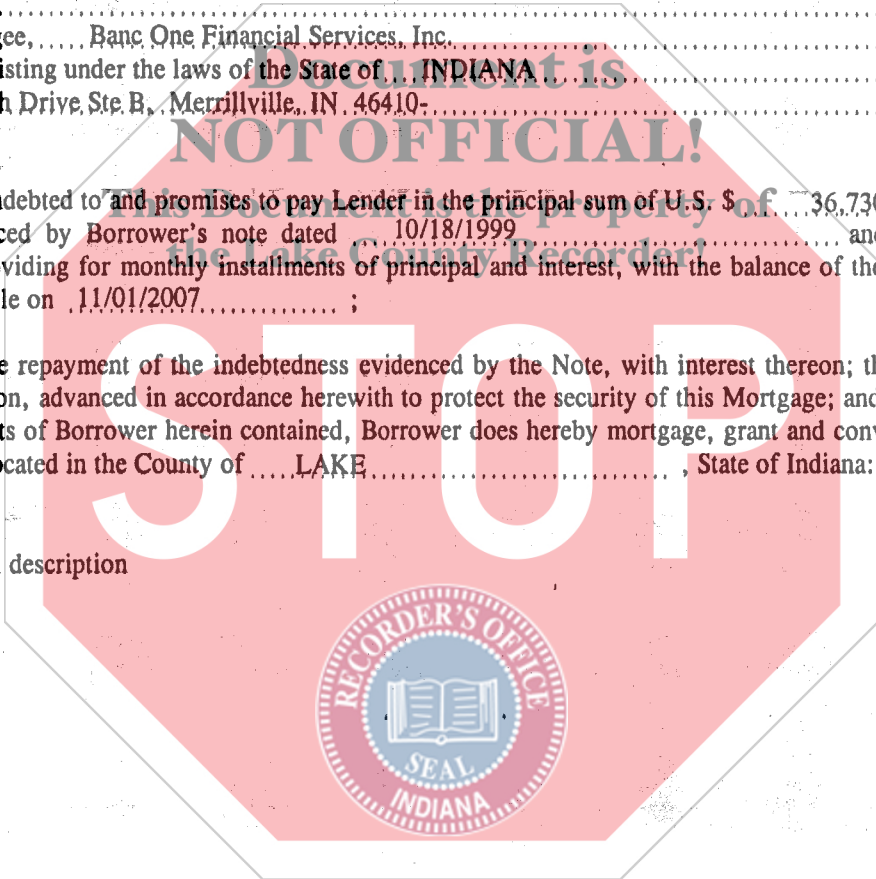 gee, ..... Banc One Financial Services, Inc.
isting under the laws of the State of ... INDIANA
h Drive Ste B, Merrillville, IN 46410-
Document is
NOT OFFICIAL!
This Document is the property of
the Lake County Recorder!
ndebted to and promises to pay Lender in the principal sum of U.S. $ ........ 36,730
ced by Borrower's note dated 10/18/1999 ........ and
viding for monthly installments of principal and interest, with the balance of the
le on 11/01/2007 ............ ;
STOP
e repayment of the indebtedness evidenced by the Note, with interest thereon; th
on, advanced in accordance herewith to protect the security of this Mortgage; and
ts of Borrower herein contained, Borrower does hereby mortgage, grant and conv
cated in the County of ..... LAKE ........................ , State of Indiana:
description
RECORDER'S OFFICE
SEAL
INDIANA